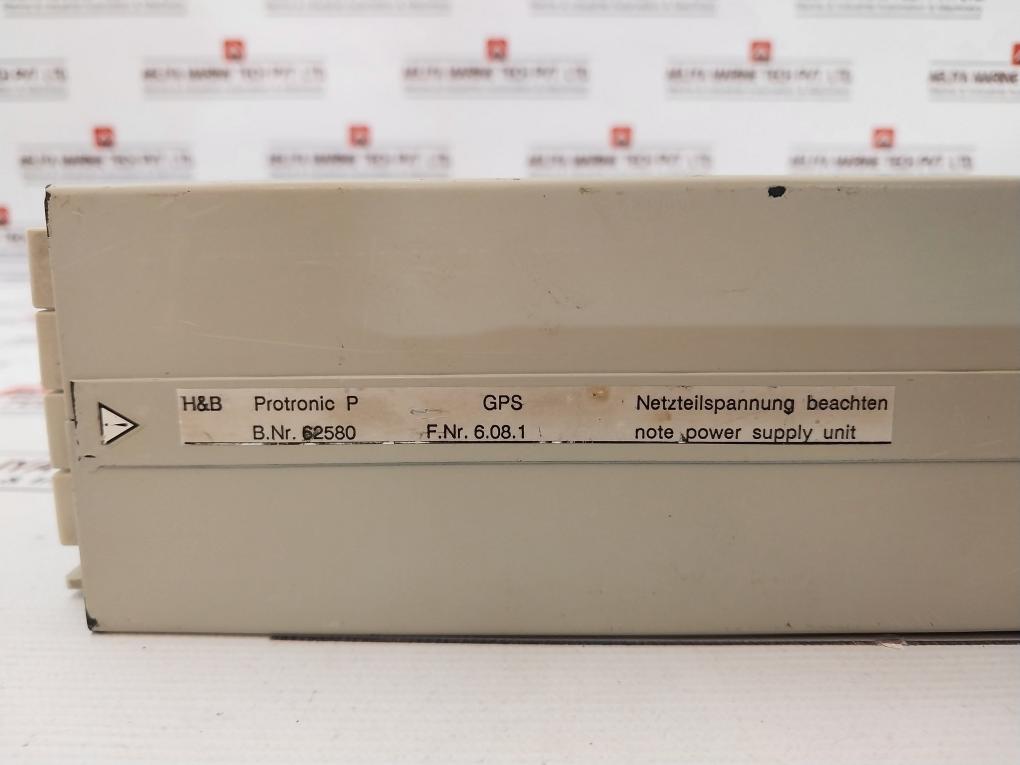 H&B Protronic P GPS Netzteilspannung beachten
B.Nr. 62580 F.Nr. 6.08.1 note power supply unit